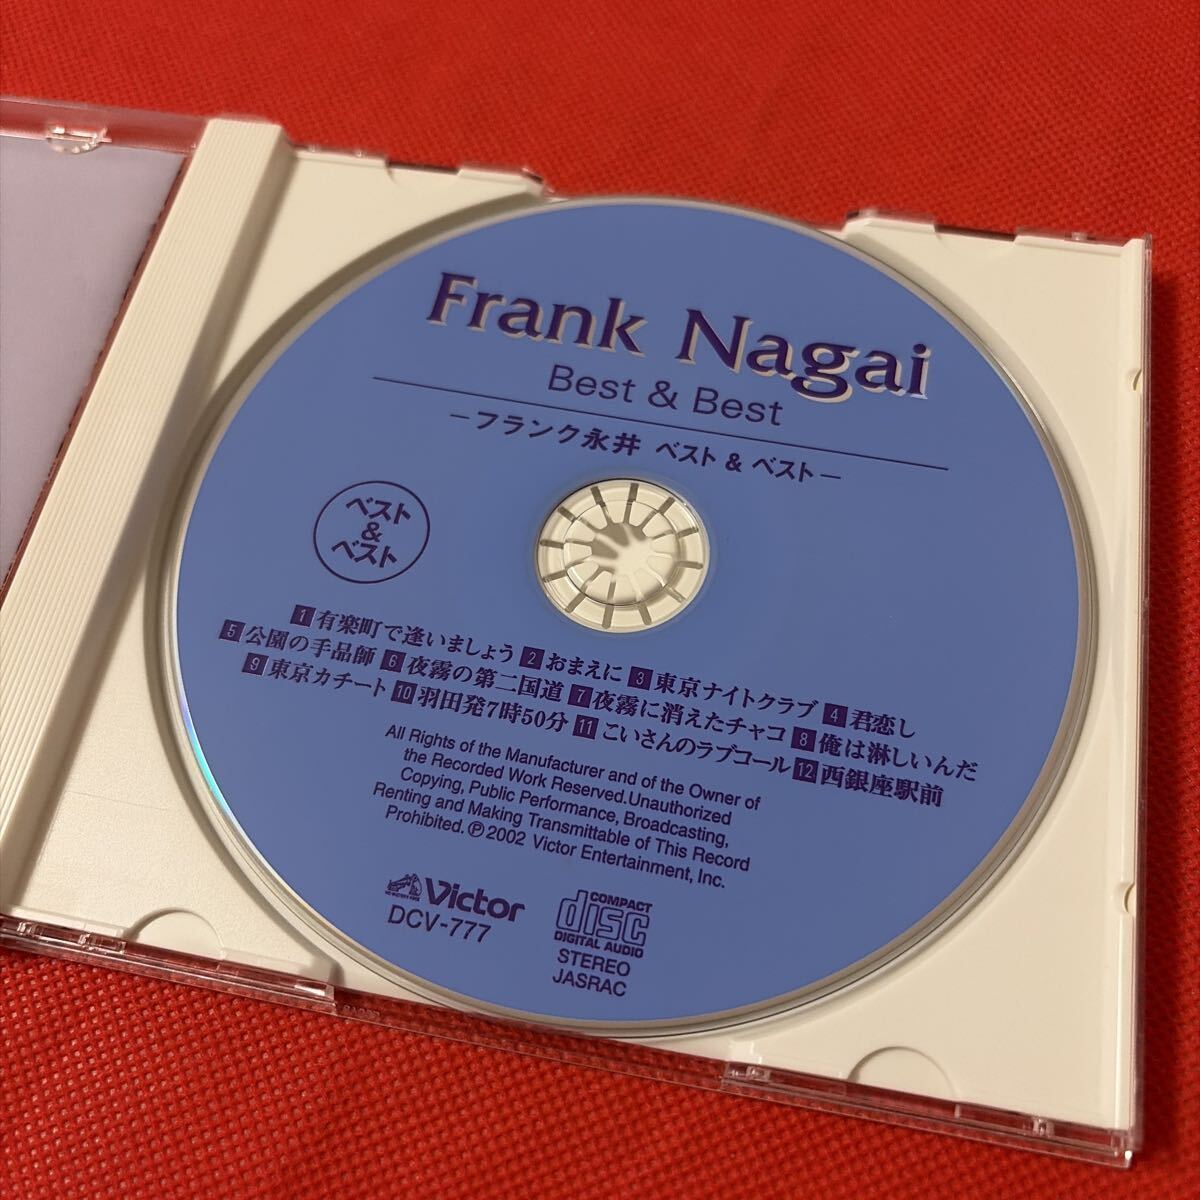 Frank Nagai
Best & Best
－フランク永井 ベスト & ベスト－
ベスト
&
ベスト
1 有楽町で逢いましょう 2 おまえに 3 東京ナイトクラブ 4 君恋し
5 公園の手品師 6 夜霧の第二国道 7 夜霧に消えたチャコ 8 俺は淋しいんだ
9 東京カチート 10 羽田発7時50分 11 こいさんのラブコール 12 西銀座駅前
All Rights of the Manufacturer and of the Owner of
the Recorded Work Reserved.Unauthorized
Copying, Public Performance, Broadcasting,
Renting and Making Transmittable of This Record
Prohibited. ℗ 2002 Victor Entertainment, Inc.
Victor
DCV-777
COMPACT
disc
DIGITAL AUDIO
STEREO
JASRAC